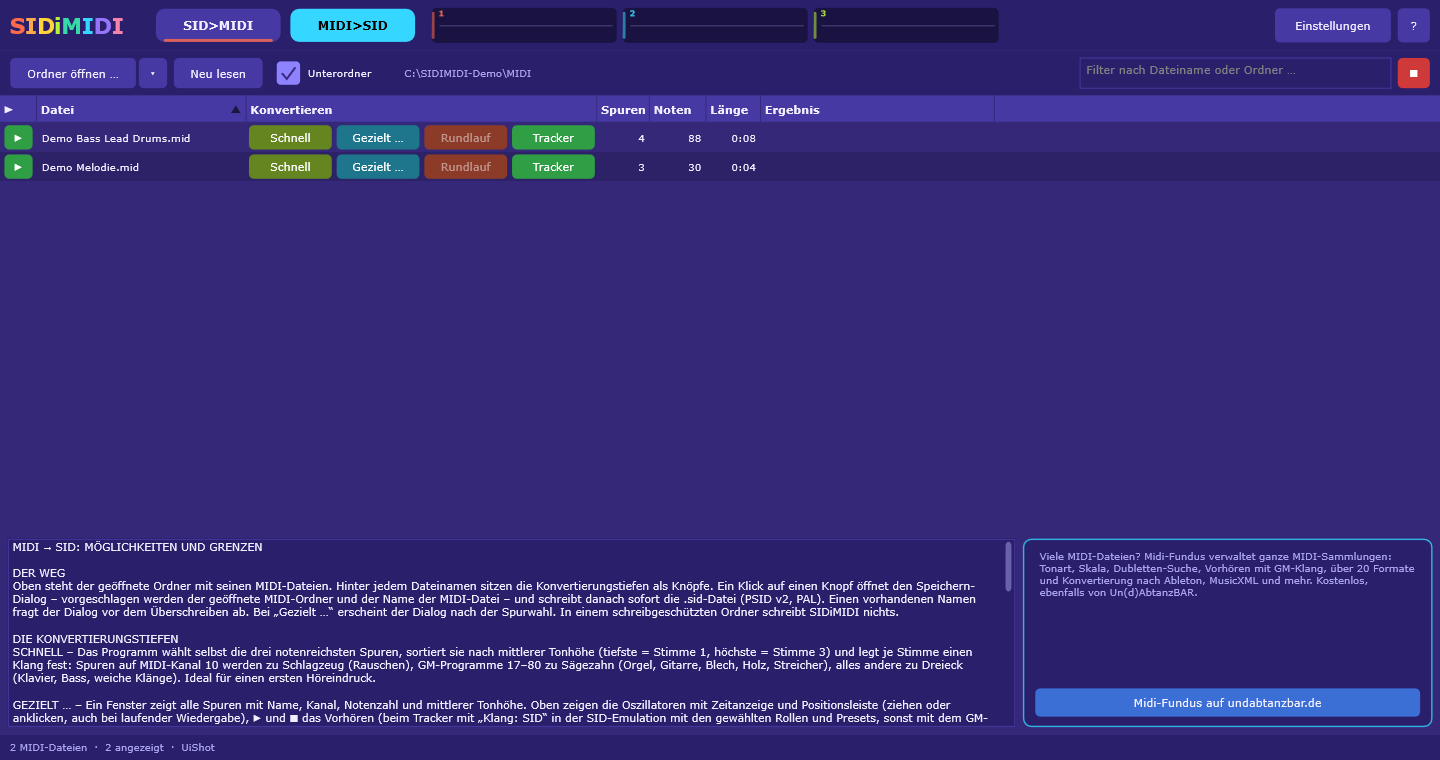 SIDiMIDI SID>MIDI MIDI>SID 1 2 3 Einstellungen ?
Ordner öffnen ... Neu lesen Unterordner C:\SIDIMIDI-Demo\MIDI Filter nach Dateiname oder Ordner ...
Datei Konvertieren Spuren Noten Länge Ergebnis
Demo Bass Lead Drums.mid Schnell Gezielt ... Rundlauf Tracker 4 88 0:08
Demo Melodie.mid Schnell Gezielt ... Rundlauf Tracker 3 30 0:04
MIDI → SID: MÖGLICHKEITEN UND GRENZEN
DER WEG
Oben steht der geöffnete Ordner mit seinen MIDI-Dateien. Hinter jedem Dateinamen sitzen die Konvertierungstiefen als Knöpfe. Ein Klick auf einen Knopf öffnet den Speichern-
Dialog – vorgeschlagen werden der geöffnete MIDI-Ordner und der Name der MIDI-Datei – und schreibt danach sofort die .sid-Datei (PSID v2, PAL). Einen vorhandenen Namen
fragt der Dialog vor dem Überschreiben ab. Bei „Gezielt ...“ erscheint der Dialog nach der Spurwahl. In einem schreibgeschützten Ordner schreibt SIDiMIDI nichts.
DIE KONVERTIERUNGSTIEFEN
SCHNELL – Das Programm wählt selbst die drei notenreichsten Spuren, sortiert sie nach mittlerer Tonhöhe (tiefste = Stimme 1, höchste = Stimme 3) und legt je Stimme einen
Klang fest: Spuren auf MIDI-Kanal 10 werden zu Schlagzeug (Rauschen), GM-Programme 17–80 zu Sägezahn (Orgel, Gitarre, Blech, Holz, Streicher), alles andere zu Dreieck
(Klavier, Bass, weiche Klänge). Ideal für einen ersten Höreindruck.
GEZIELT ... – Ein Fenster zeigt alle Spuren mit Name, Kanal, Notenzahl und mittlerer Tonhöhe. Oben zeigen die Oszillatoren mit Zeitanzeige und Positionsleiste (ziehen oder
anklicken, auch bei laufender Wiedergabe), ► und ■ das Vorhören (beim Tracker mit „Klang: SID“ in der SID-Emulation mit den gewählten Rollen und Presets, sonst mit dem GM-
Viele MIDI-Dateien? Midi-Fundus verwaltet ganze MIDI-Sammlungen:
Tonart, Skala, Dubletten-Suche, Vorhören mit GM-Klang, über 20 Formate
und Konvertierung nach Ableton, MusicXML und mehr. Kostenlos,
ebenfalls von Un(d)AbtanzBAR.
Midi-Fundus auf undabtanzbar.de
2 MIDI-Dateien · 2 angezeigt · UiShot